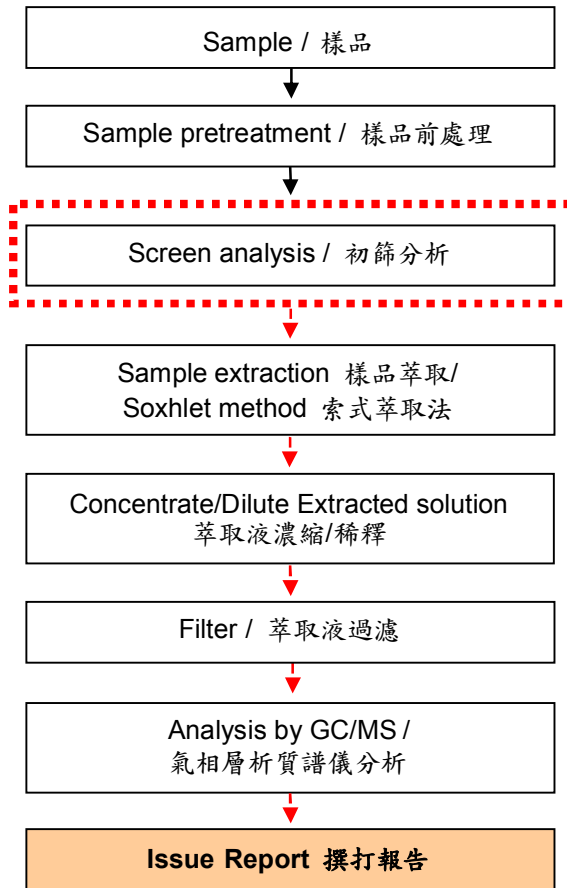 Sample / 樣品
Sample pretreatment / 樣品前處理
Screen analysis / 初篩分析
Sample extraction 樣品萃取/
Soxhlet method 索式萃取法
Concentrate/Dilute Extracted solution
萃取液濃縮/稀釋
Filter / 萃取液過濾
Analysis by GC/MS /
氣相層析質譜儀分析
Issue Report 撰打報告